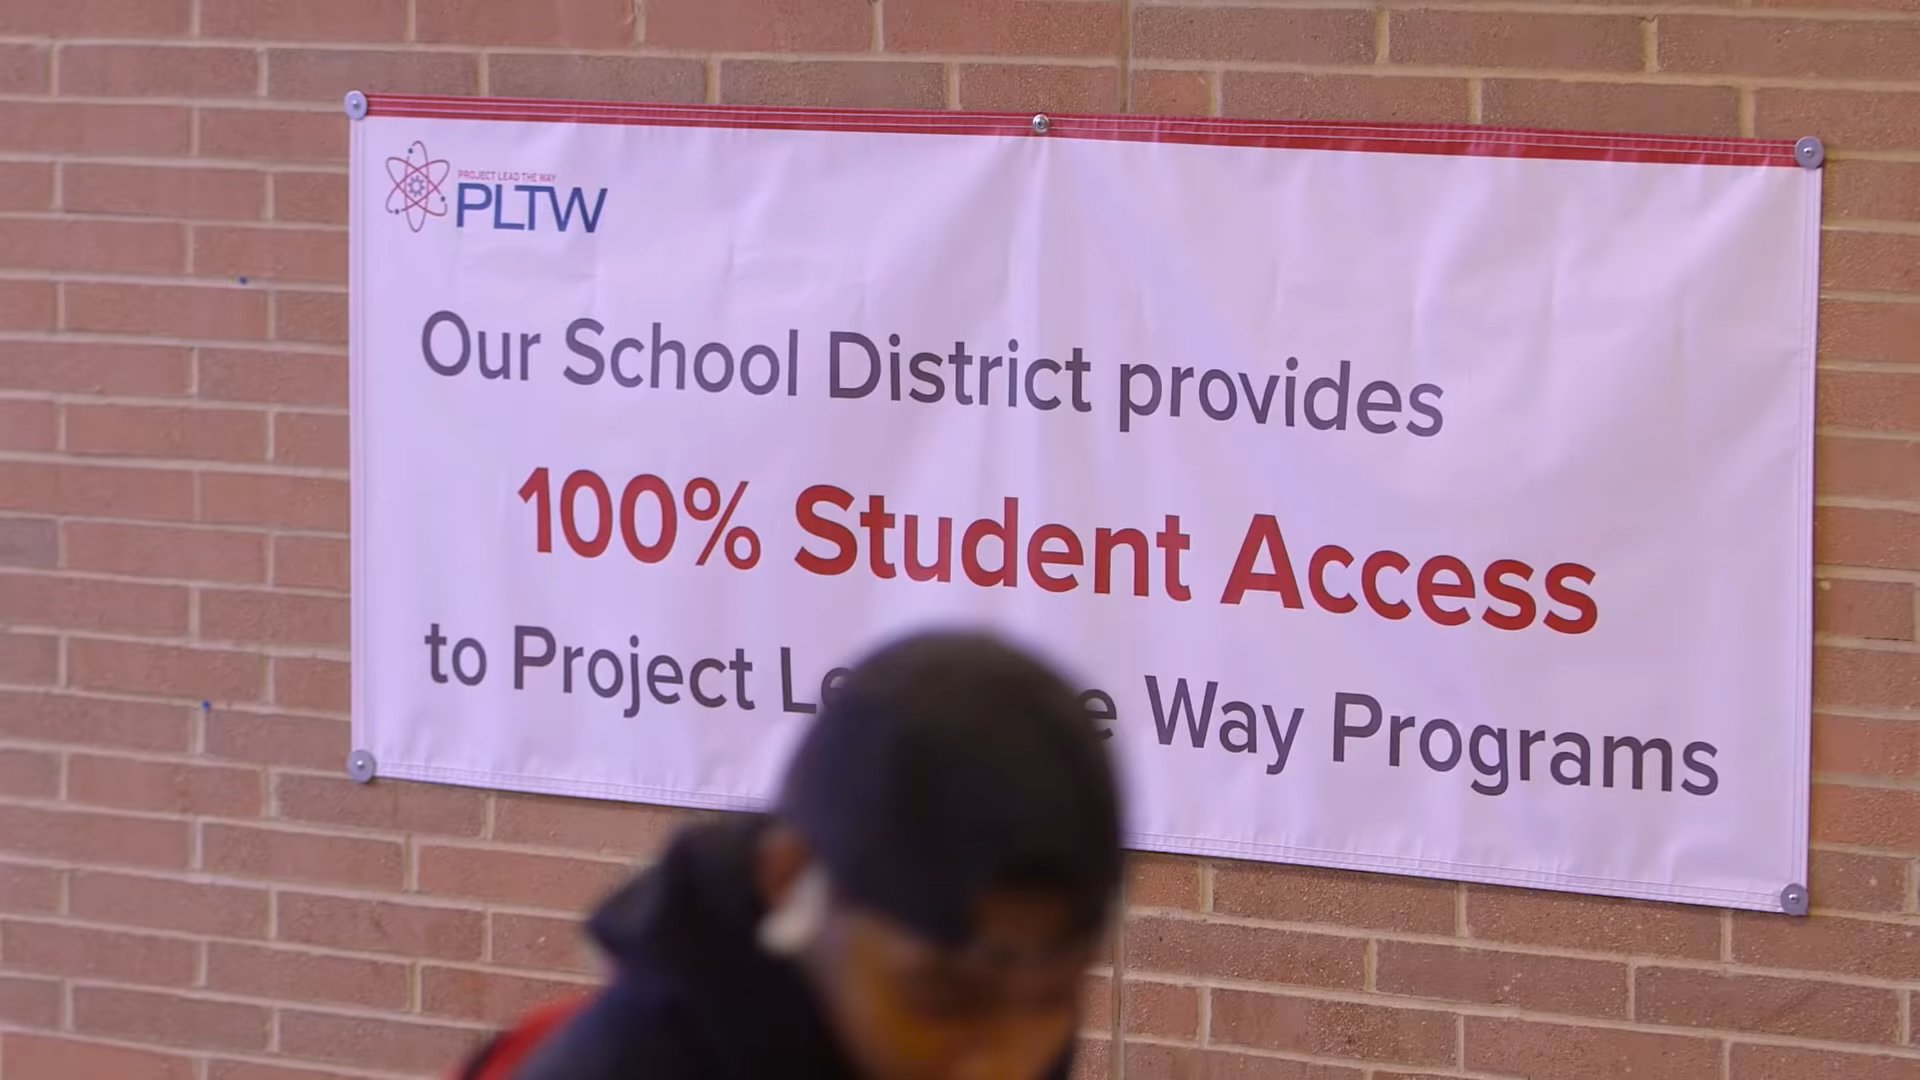 PROJECT LEAD THE WAY
PLTW
Our School District provides
100% Student Access
to Project Le e Way Programs